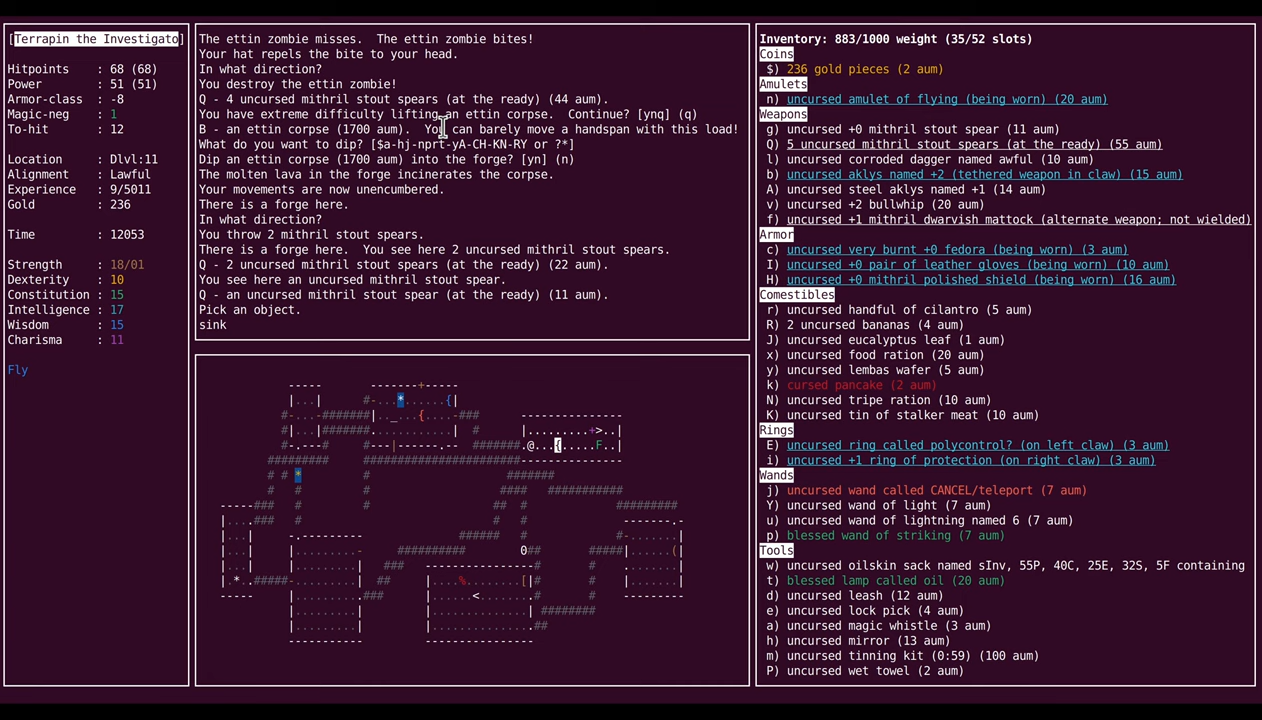 [Terrapin the Investigato]
Hitpoints : 68 (68)
Power : 51 (51)
Armor-class : -8
Magic-neg : 1
To-hit : 12
Location : Dlvl:11
Alignment : Lawful
Experience : 9/5011
Gold : 236
Time : 12053
Strength : 18/01
Dexterity : 10
Constitution : 15
Intelligence : 17
Wisdom : 15
Charisma : 11
Fly
The ettin zombie misses.  The ettin zombie bites!
Your hat repels the bite to your head.
In what direction?
You destroy the ettin zombie!
Q - 4 uncursed mithril stout spears (at the ready) (44 aum).
You have extreme difficulty lifting an ettin corpse.  Continue? [ynq] (q)
B - an ettin corpse (1700 aum).  You can barely move a handspan with this load!
What do you want to dip? [$a-hj-nprt-yA-CH-KN-RY or ?*]
Dip an ettin corpse (1700 aum) into the forge? [yn] (n)
The molten lava in the forge incinerates the corpse.
Your movements are now unencumbered.
There is a forge here.
In what direction?
You throw 2 mithril stout spears.
There is a forge here.  You see here 2 uncursed mithril stout spears.
Q - 2 uncursed mithril stout spears (at the ready) (22 aum).
You see here an uncursed mithril stout spear.
Q - an uncursed mithril stout spear (at the ready) (11 aum).
Pick an object.
sink
Inventory: 883/1000 weight (35/52 slots)
Coins
$) 236 gold pieces (2 aum)
Amulets
n) uncursed amulet of flying (being worn) (20 aum)
Weapons
g) uncursed +0 mithril stout spear (11 aum)
Q) 5 uncursed mithril stout spears (at the ready) (55 aum)
l) uncursed corroded dagger named awful (10 aum)
b) uncursed aklys named +2 (tethered weapon in claw) (15 aum)
A) uncursed steel aklys named +1 (14 aum)
v) uncursed +2 bullwhip (20 aum)
f) uncursed +1 mithril dwarvish mattock (alternate weapon; not wielded)
Armor
c) uncursed very burnt +0 fedora (being worn) (3 aum)
I) uncursed +0 pair of leather gloves (being worn) (10 aum)
H) uncursed +0 mithril polished shield (being worn) (16 aum)
Comestibles
r) uncursed handful of cilantro (5 aum)
R) 2 uncursed bananas (4 aum)
J) uncursed eucalyptus leaf (1 aum)
x) uncursed food ration (20 aum)
y) uncursed lembas wafer (5 aum)
k) cursed pancake (2 aum)
N) uncursed tripe ration (10 aum)
K) uncursed tin of stalker meat (10 aum)
Rings
E) uncursed ring called polycontrol? (on left claw) (3 aum)
i) uncursed +1 ring of protection (on right claw) (3 aum)
Wands
j) uncursed wand called CANCEL/teleport (7 aum)
Y) uncursed wand of light (7 aum)
u) uncursed wand of lightning named 6 (7 aum)
p) blessed wand of striking (7 aum)
Tools
w) uncursed oilskin sack named sInv, 55P, 40C, 25E, 32S, 5F containing
t) blessed lamp called oil (20 aum)
d) uncursed leash (12 aum)
e) uncursed lock pick (4 aum)
a) uncursed magic whistle (3 aum)
h) uncursed mirror (13 aum)
m) uncursed tinning kit (0:59) (100 aum)
P) uncursed wet towel (2 aum)